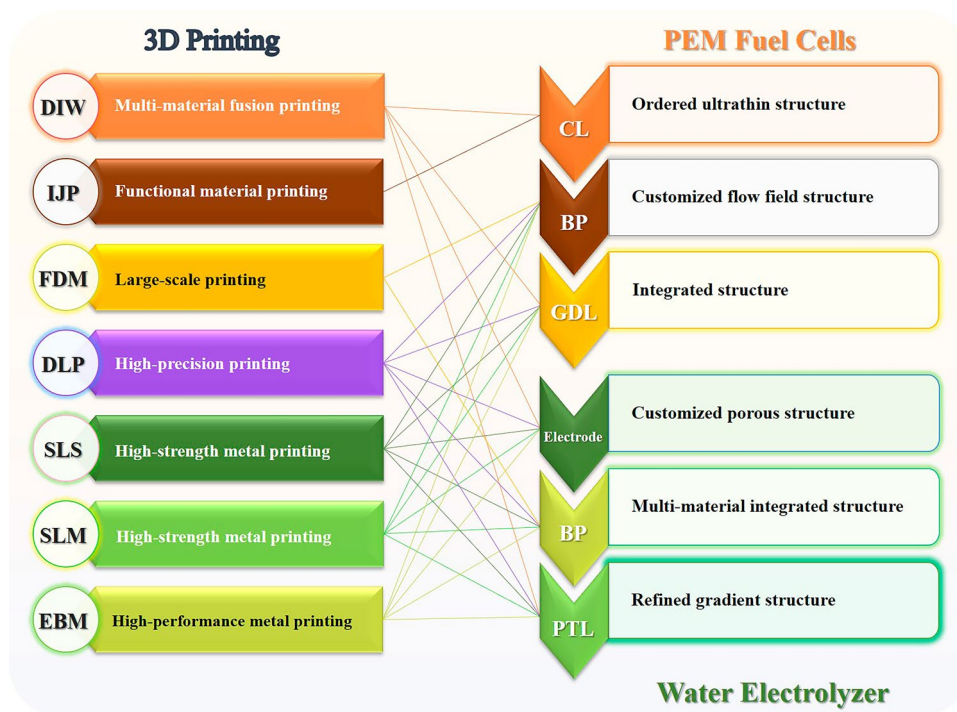 3D Printing
PEM Fuel Cells
DIW
Multi-material fusion printing
IJP
Functional material printing
FDM
Large-scale printing
DLP
High-precision printing
SLS
High-strength metal printing
SLM
High-strength metal printing
EBM
High-performance metal printing
CL
Ordered ultrathin structure
BP
Customized flow field structure
GDL
Integrated structure
Electrode
Customized porous structure
BP
Multi-material integrated structure
PTL
Refined gradient structure
Water Electrolyzer